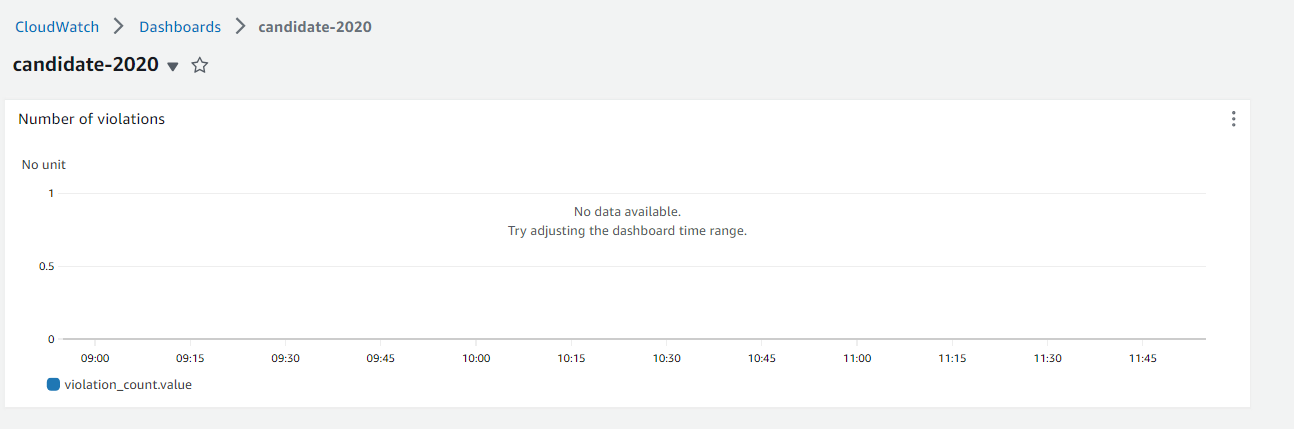 CloudWatch > Dashboards > candidate-2020
candidate-2020
Number of violations
No unit
1
No data available.
Try adjusting the dashboard time range.
0.5
0
09:00 09:15 09:30 09:45 10:00 10:15 10:30 10:45 11:00 11:15 11:30 11:45
violation_count.value